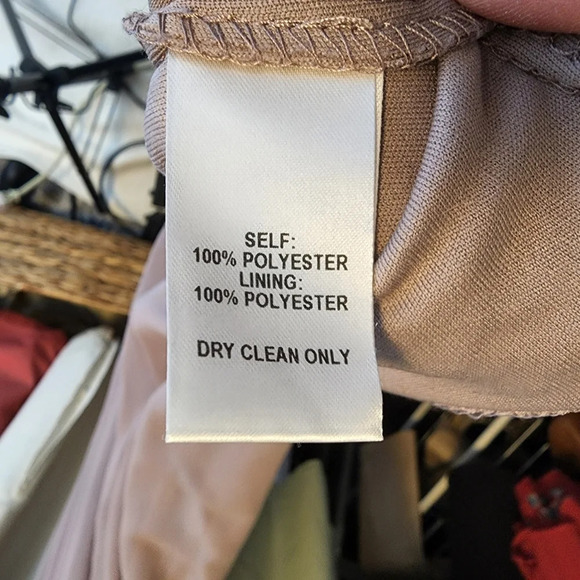 SELF:
100% POLYESTER
LINING:
100% POLYESTER
DRY CLEAN ONLY